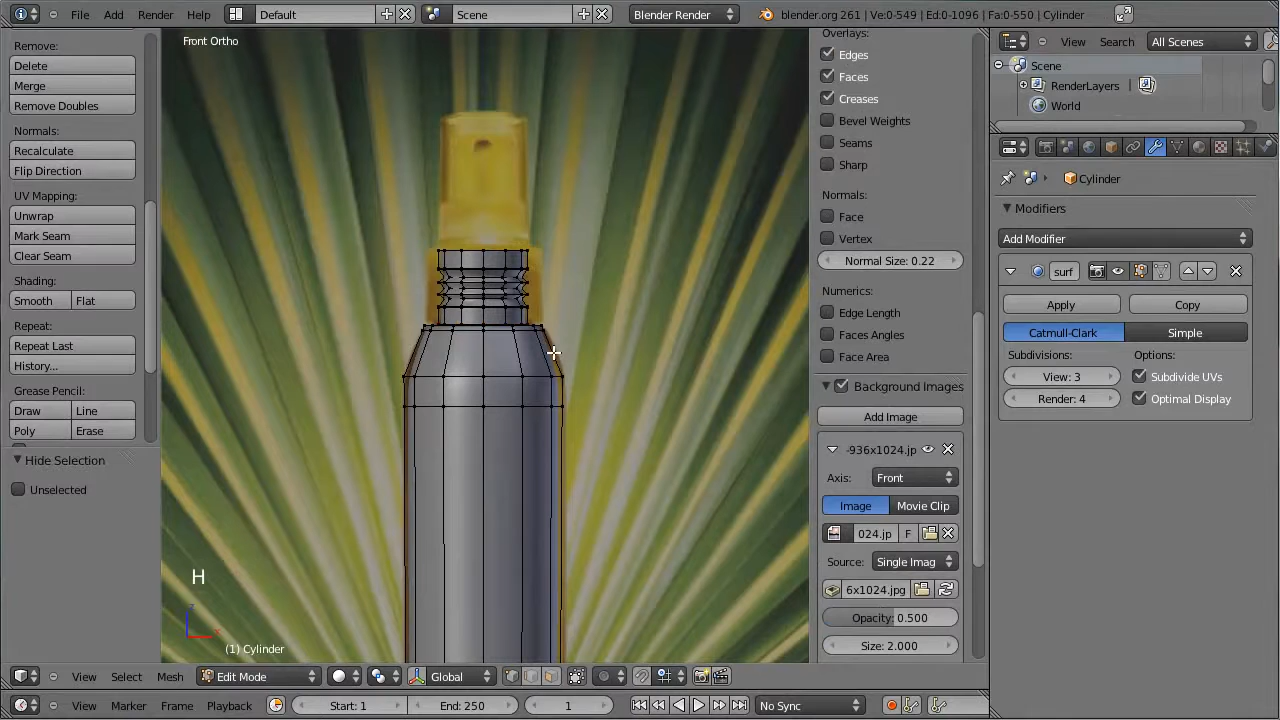 Add Render Help Default Scene Blender Render blender.org 261 | Ve:0-549 | Ed:0-1096 | Fa:0-550 | Cylinder
Remove:
Delete
Merge
Remove Doubles
Normals:
Recalculate
Flip Direction
UV Mapping:
Unwrap
Mark Seam
Clear Seam
Shading:
Smooth Flat
Repeat:
Repeat Last
History...
Grease Pencil:
Draw Line
Poly Erase
Hide Selection
Unselected
Front Ortho
H
(1) Cylinder
Overlays:
Edges
Faces
Creases
Bevel Weights
Seams
Sharp
Normals:
Face
Vertex
Normal Size: 0.22
Numerics:
Edge Length
Faces Angles
Face Area
Background Images
Add Image
-936x1024.jp
Axis: Front
Image Movie Clip
024.jp F
Source: Single Imag
6x1024.jpg
Opacity: 0.500
Size: 2.000
View Search All Scenes
Scene
RenderLayers |
World
Cylinder
Modifiers
Add Modifier
surf
Apply Copy
Catmull-Clark Simple
Subdivisions: Options:
View: 3 Subdivide UVs
Render: 4 Optimal Display
View Select Mesh Edit Mode Global
View Marker Frame Playback Start: 1 End: 250 1 No Sync